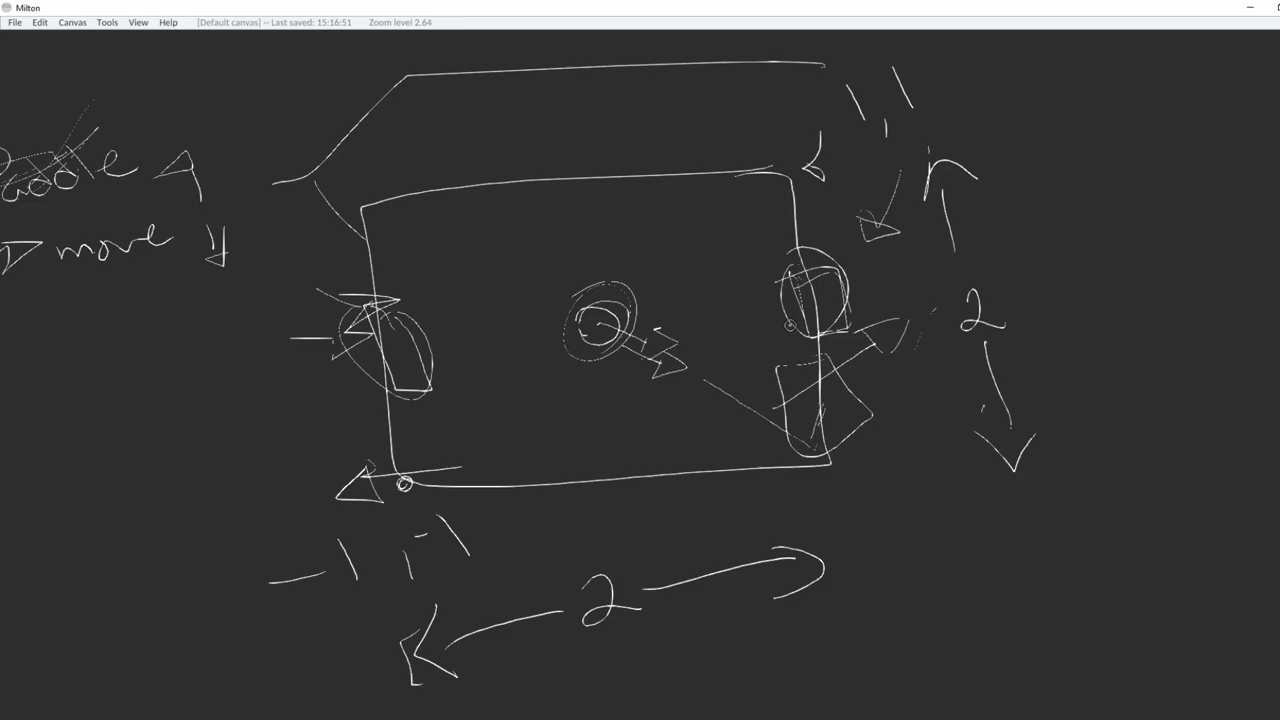 Milton
File Edit Canvas Tools View Help [Default canvas] -- Last saved: 15:16:51 Zoom level 2.64
1,1
move
2
-1,-1
2